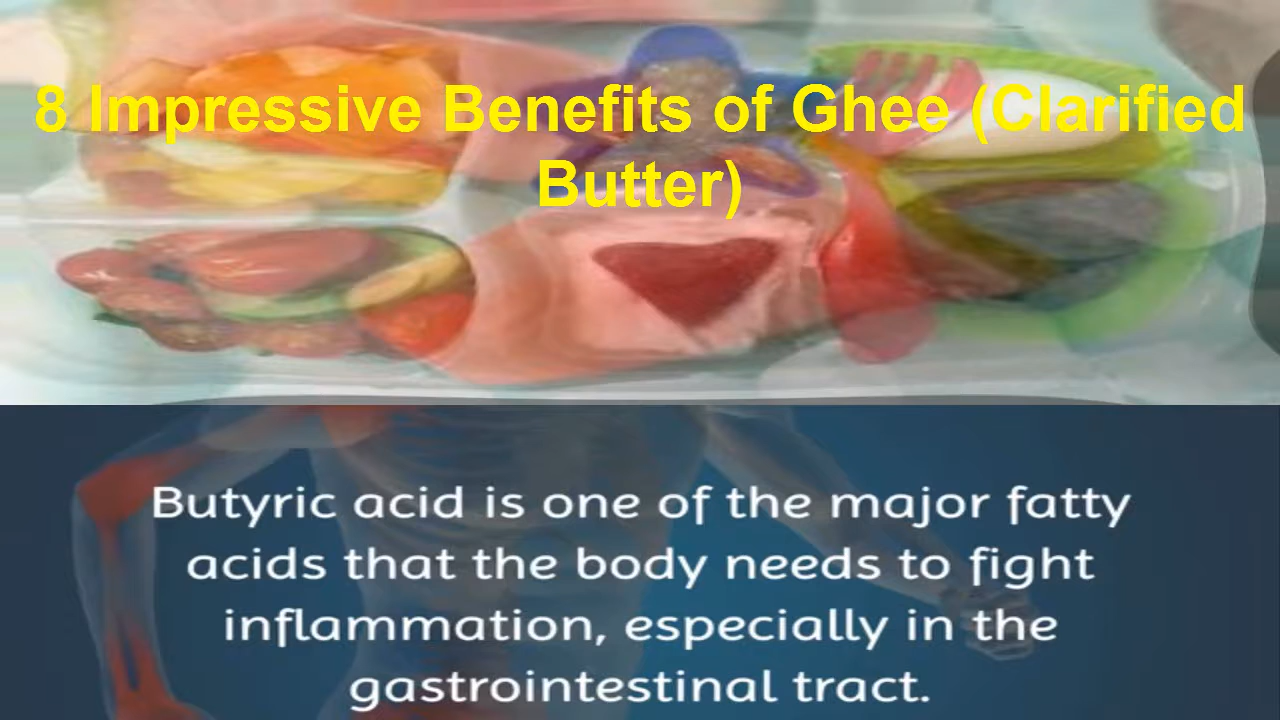 8 Impressive Benefits of Ghee (Clarified
Butter)
Butyric acid is one of the major fatty
acids that the body needs to fight
inflammation, especially in the
gastrointestinal tract.